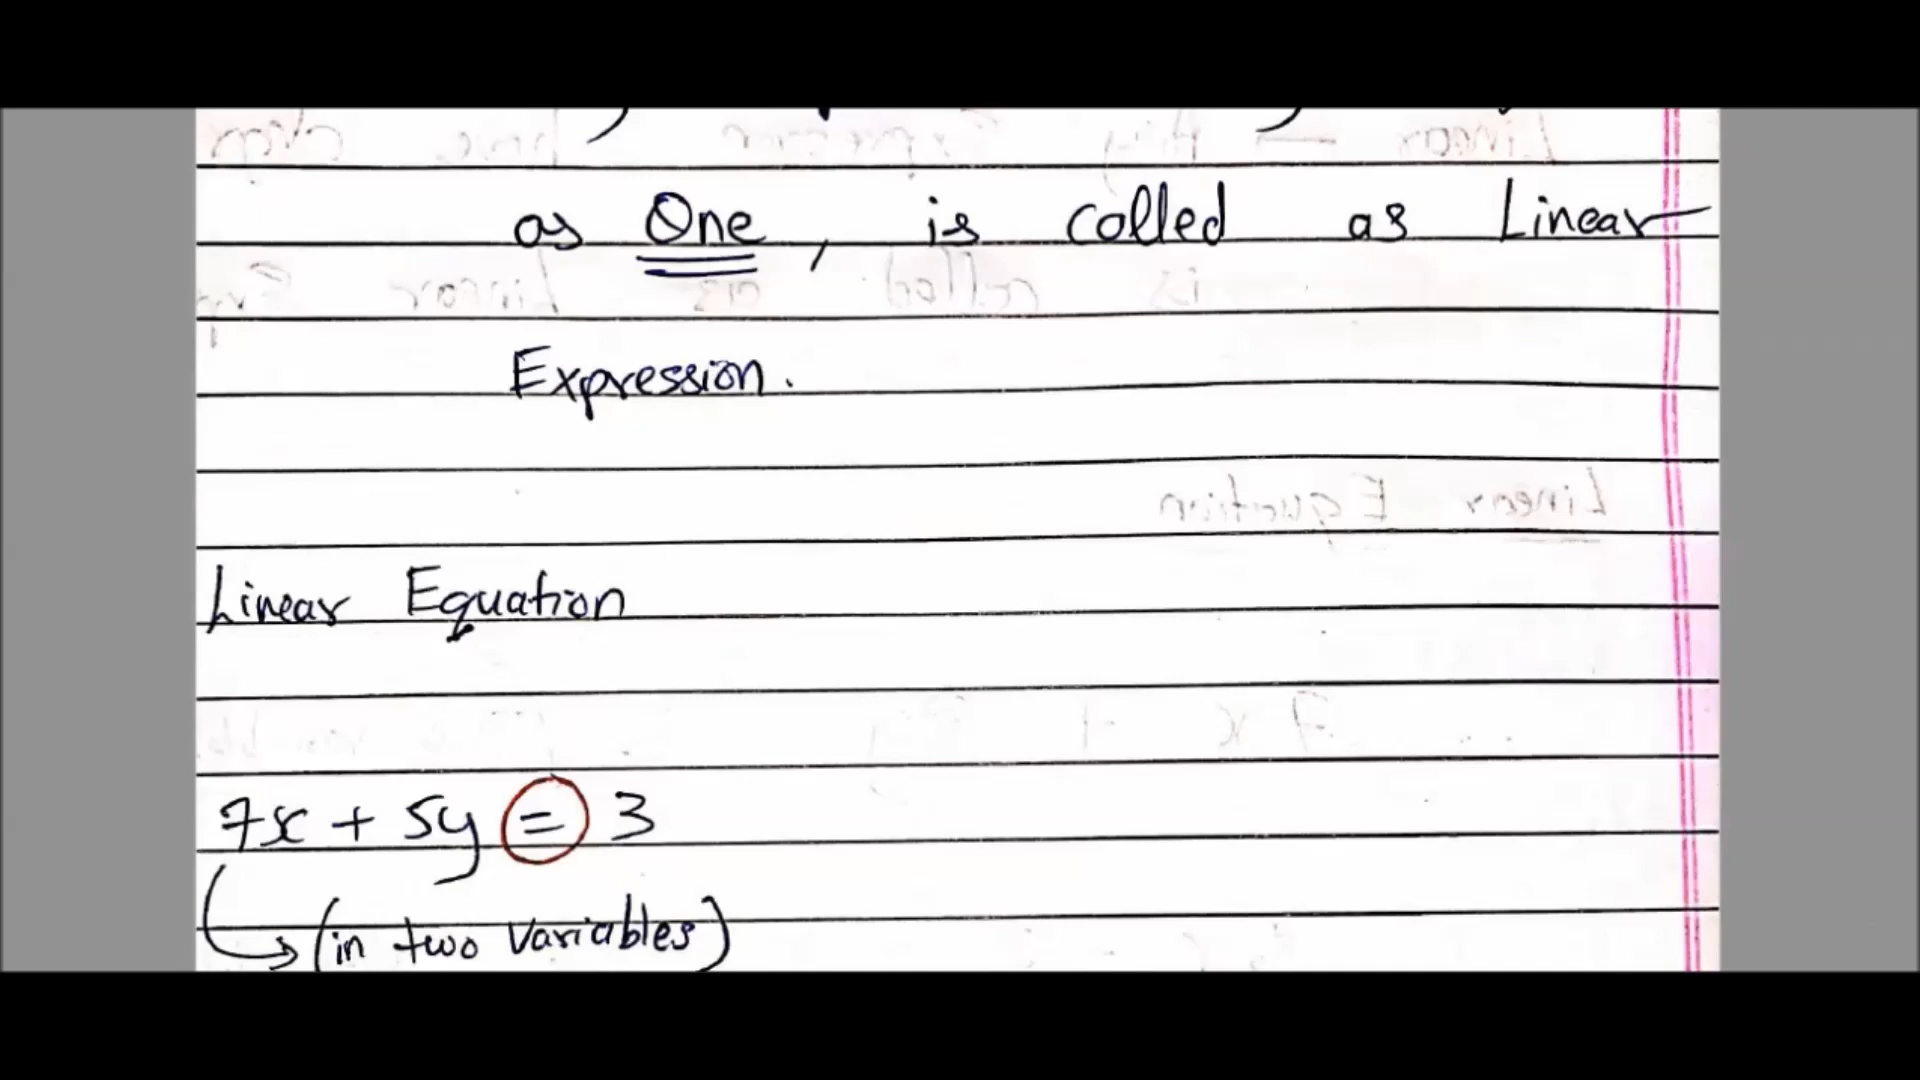 as One, is called as Linear
Expression.
Linear Equation
7x + 5y = 3
(in two variables)